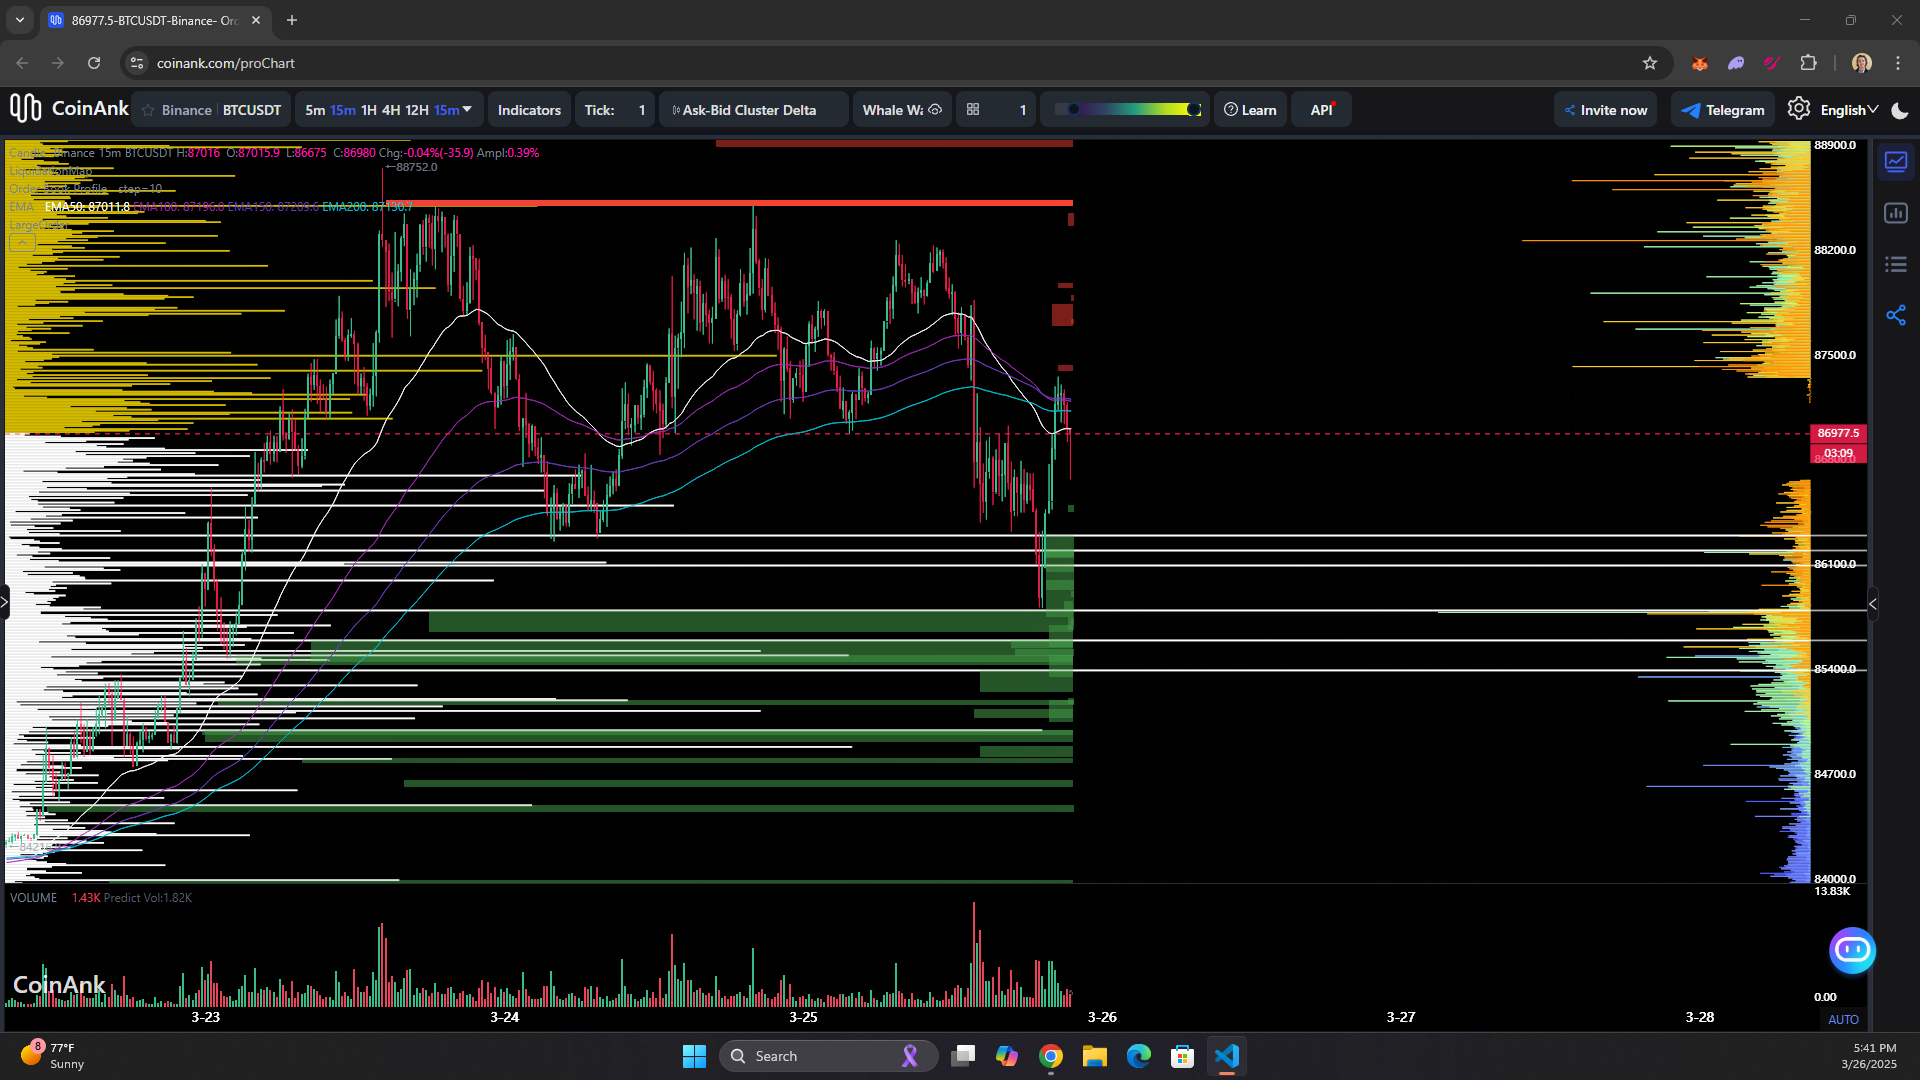 86977.5-BTCUSDT-Binance- Or
coinank.com/proChart
CoinAnk
Binance BTCUSDT
5m 15m 1H 4H 12H 15m
Indicators
Tick: 1
Ask-Bid Cluster Delta
Whale Wa
1
Learn
API
Invite now
Telegram
English
Candle Binance 15m BTCUSDT H:87016 O:87015.9 L:86675 C:86980 Chg:-0.04%(-35.9) Ampl:0.39%
LiquidationMap
←88752.0
Order Book Profile step=10
EMA EMA50: 87011.8 EMA100: 87196.0 EMA150: 87209.6 EMA200: 87130.7
LargeOrder
88900.0
88200.0
87500.0
86977.5
03:09
86800.0
86100.0
85400.0
84700.0
84000.0
VOLUME 1.43K Predict Vol:1.82K
13.83K
CoinAnk
0.00
3-23
3-24
3-25
3-26
3-27
3-28
AUTO
8
77°F
Sunny
Search
5:41 PM
3/26/2025